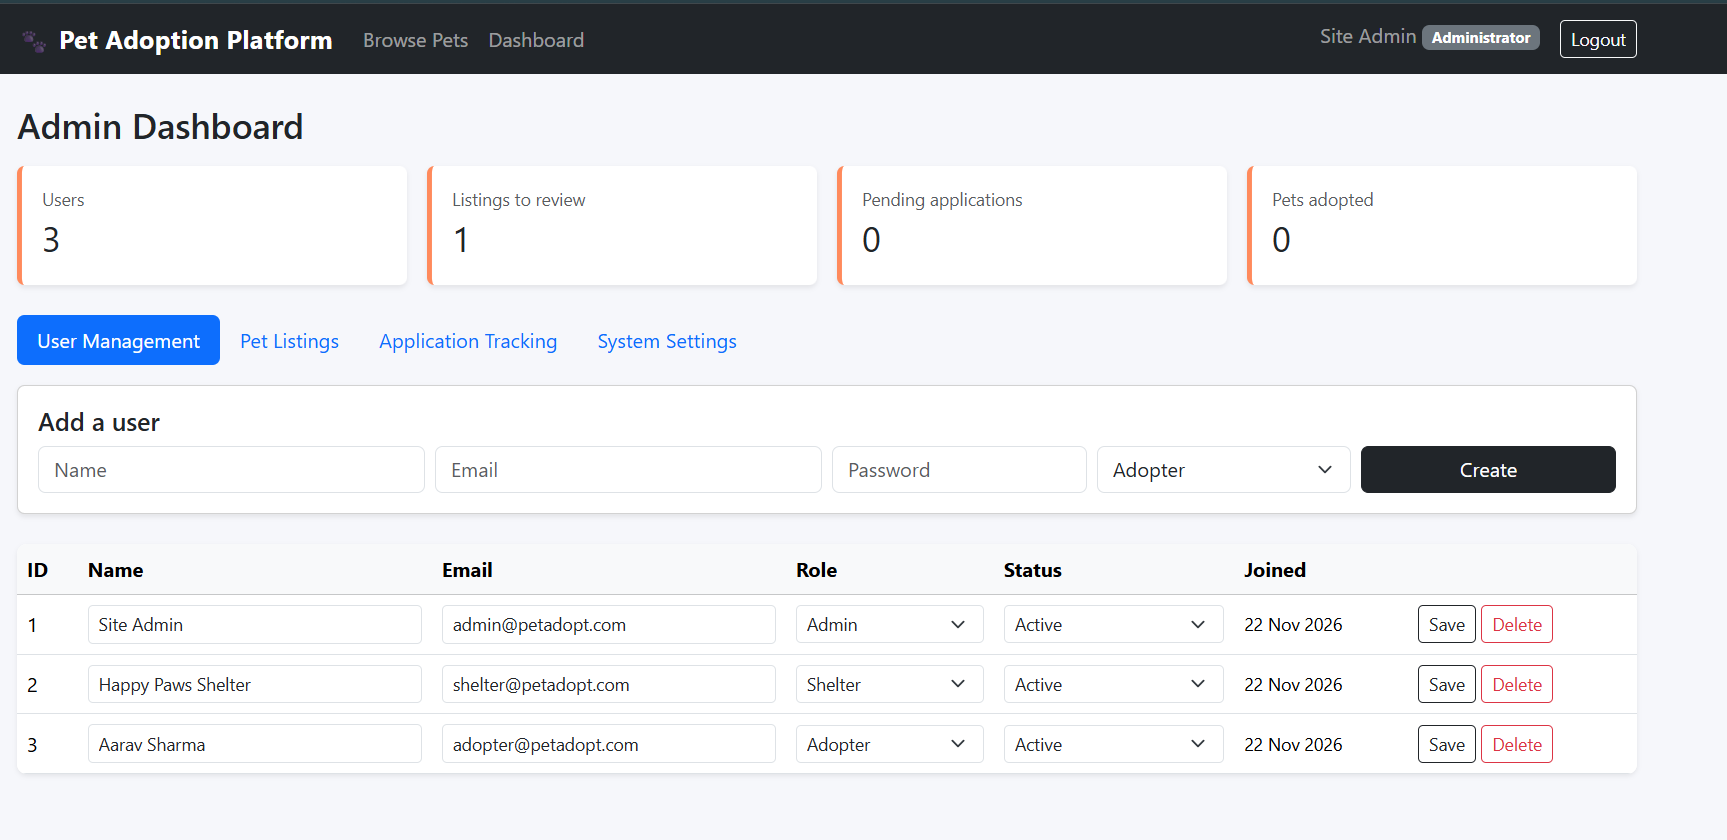 Pet Adoption Platform Browse Pets Dashboard Site Admin Administrator Logout
Admin Dashboard
Users Listings to review Pending applications Pets adopted
3 1 0 0
User Management Pet Listings Application Tracking System Settings
Add a user
Name Email Password Adopter Create
ID Name Email Role Status Joined
1 Site Admin admin@petadopt.com Admin Active 22 Nov 2026 Save Delete
2 Happy Paws Shelter shelter@petadopt.com Shelter Active 22 Nov 2026 Save Delete
3 Aarav Sharma adopter@petadopt.com Adopter Active 22 Nov 2026 Save Delete